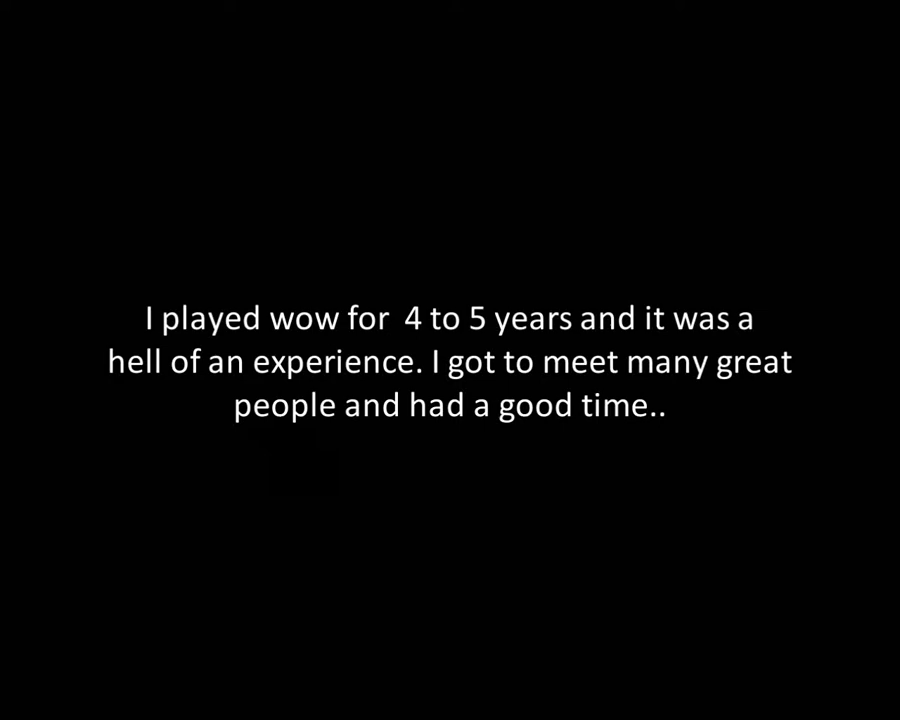 I played wow for  4 to 5 years and it was a
hell of an experience. I got to meet many great
people and had a good time..